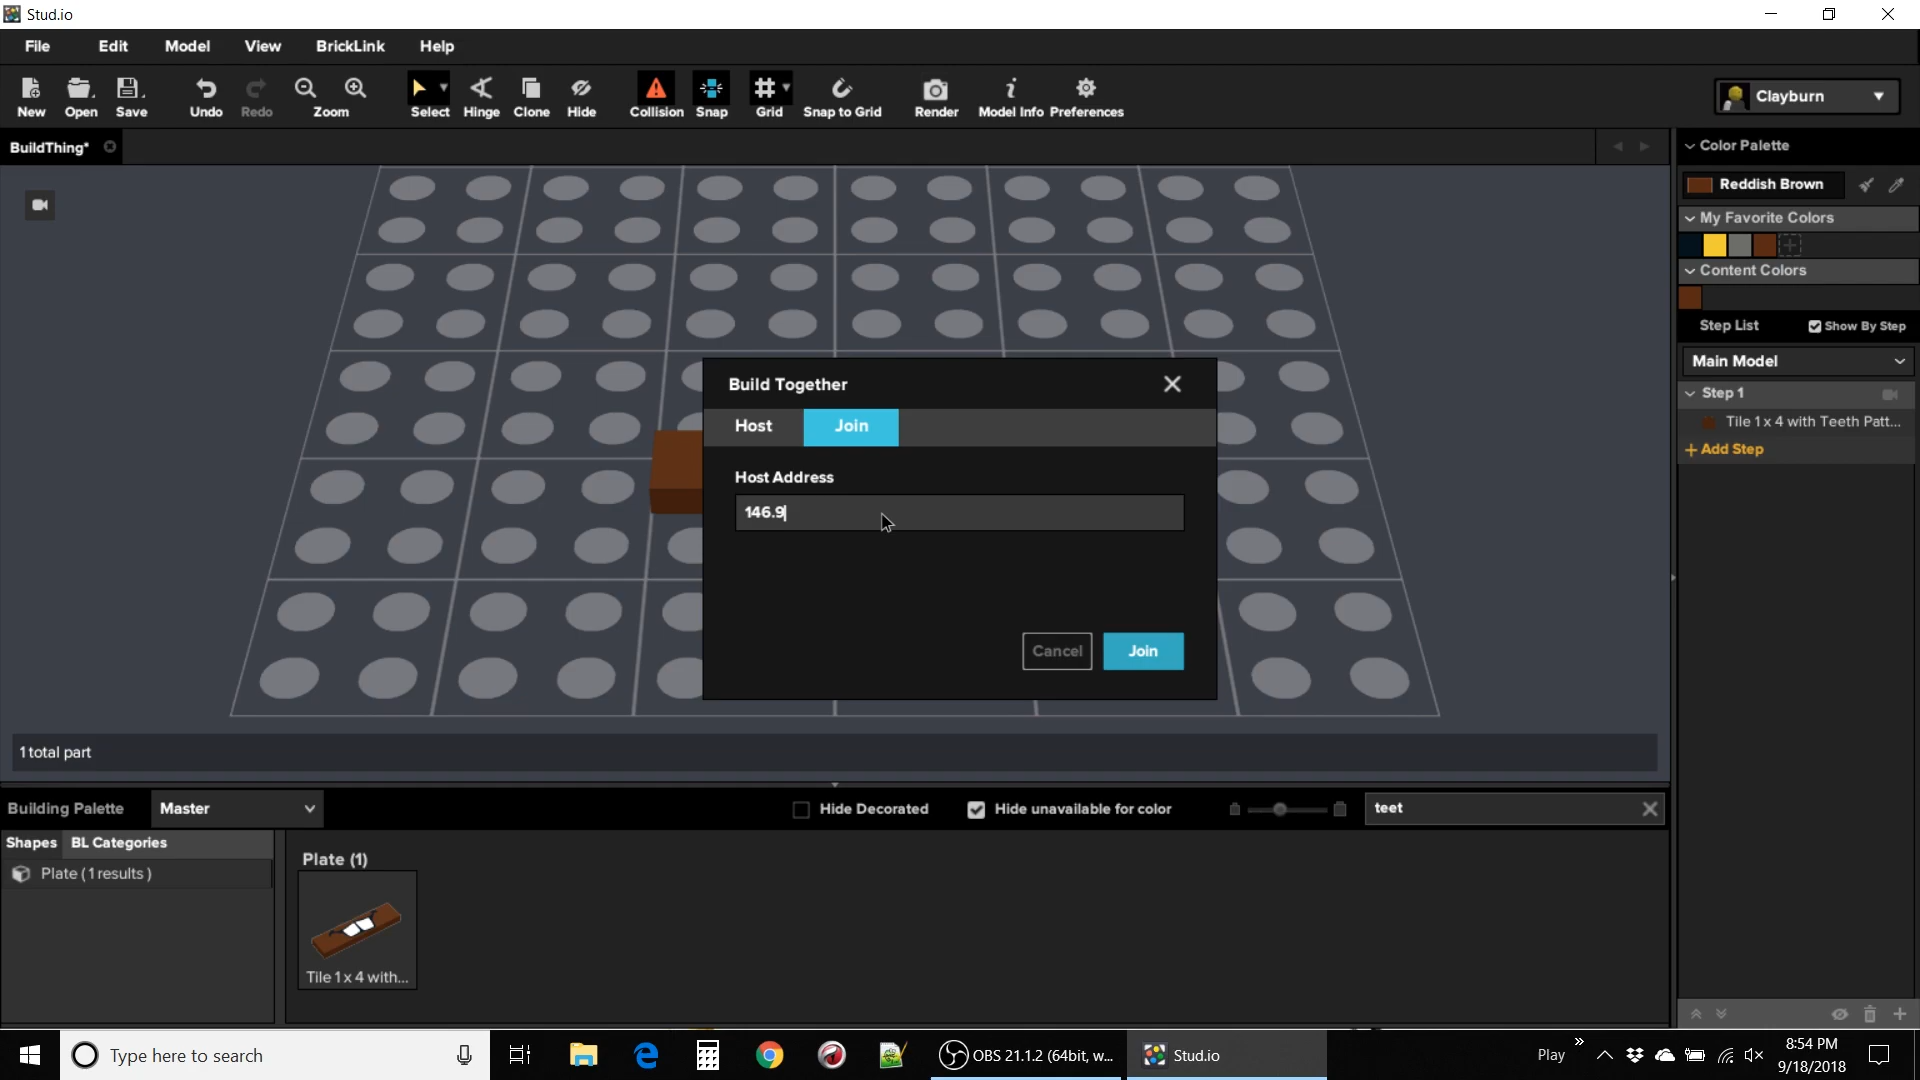 Stud.io
File Edit Model View BrickLink Help
New Open Save Undo Redo Zoom Select Hinge Clone Hide Collision Snap Grid Snap to Grid Render Model Info Preferences
Clayburn
BuildThing*
Color Palette
Reddish Brown
My Favorite Colors
Content Colors
Step List Show By Step
Main Model
Step 1
Tile 1 x 4 with Teeth Patt...
+ Add Step
Build Together
Host Join
Host Address
146.9
Cancel Join
1 total part
Building Palette Master Hide Decorated Hide unavailable for color teet
Shapes BL Categories
Plate (1 results )
Plate (1)
Tile 1 x 4 with...
Type here to search
OBS 21.1.2 (64bit, w...
Stud.io
Play
8:54 PM
9/18/2018